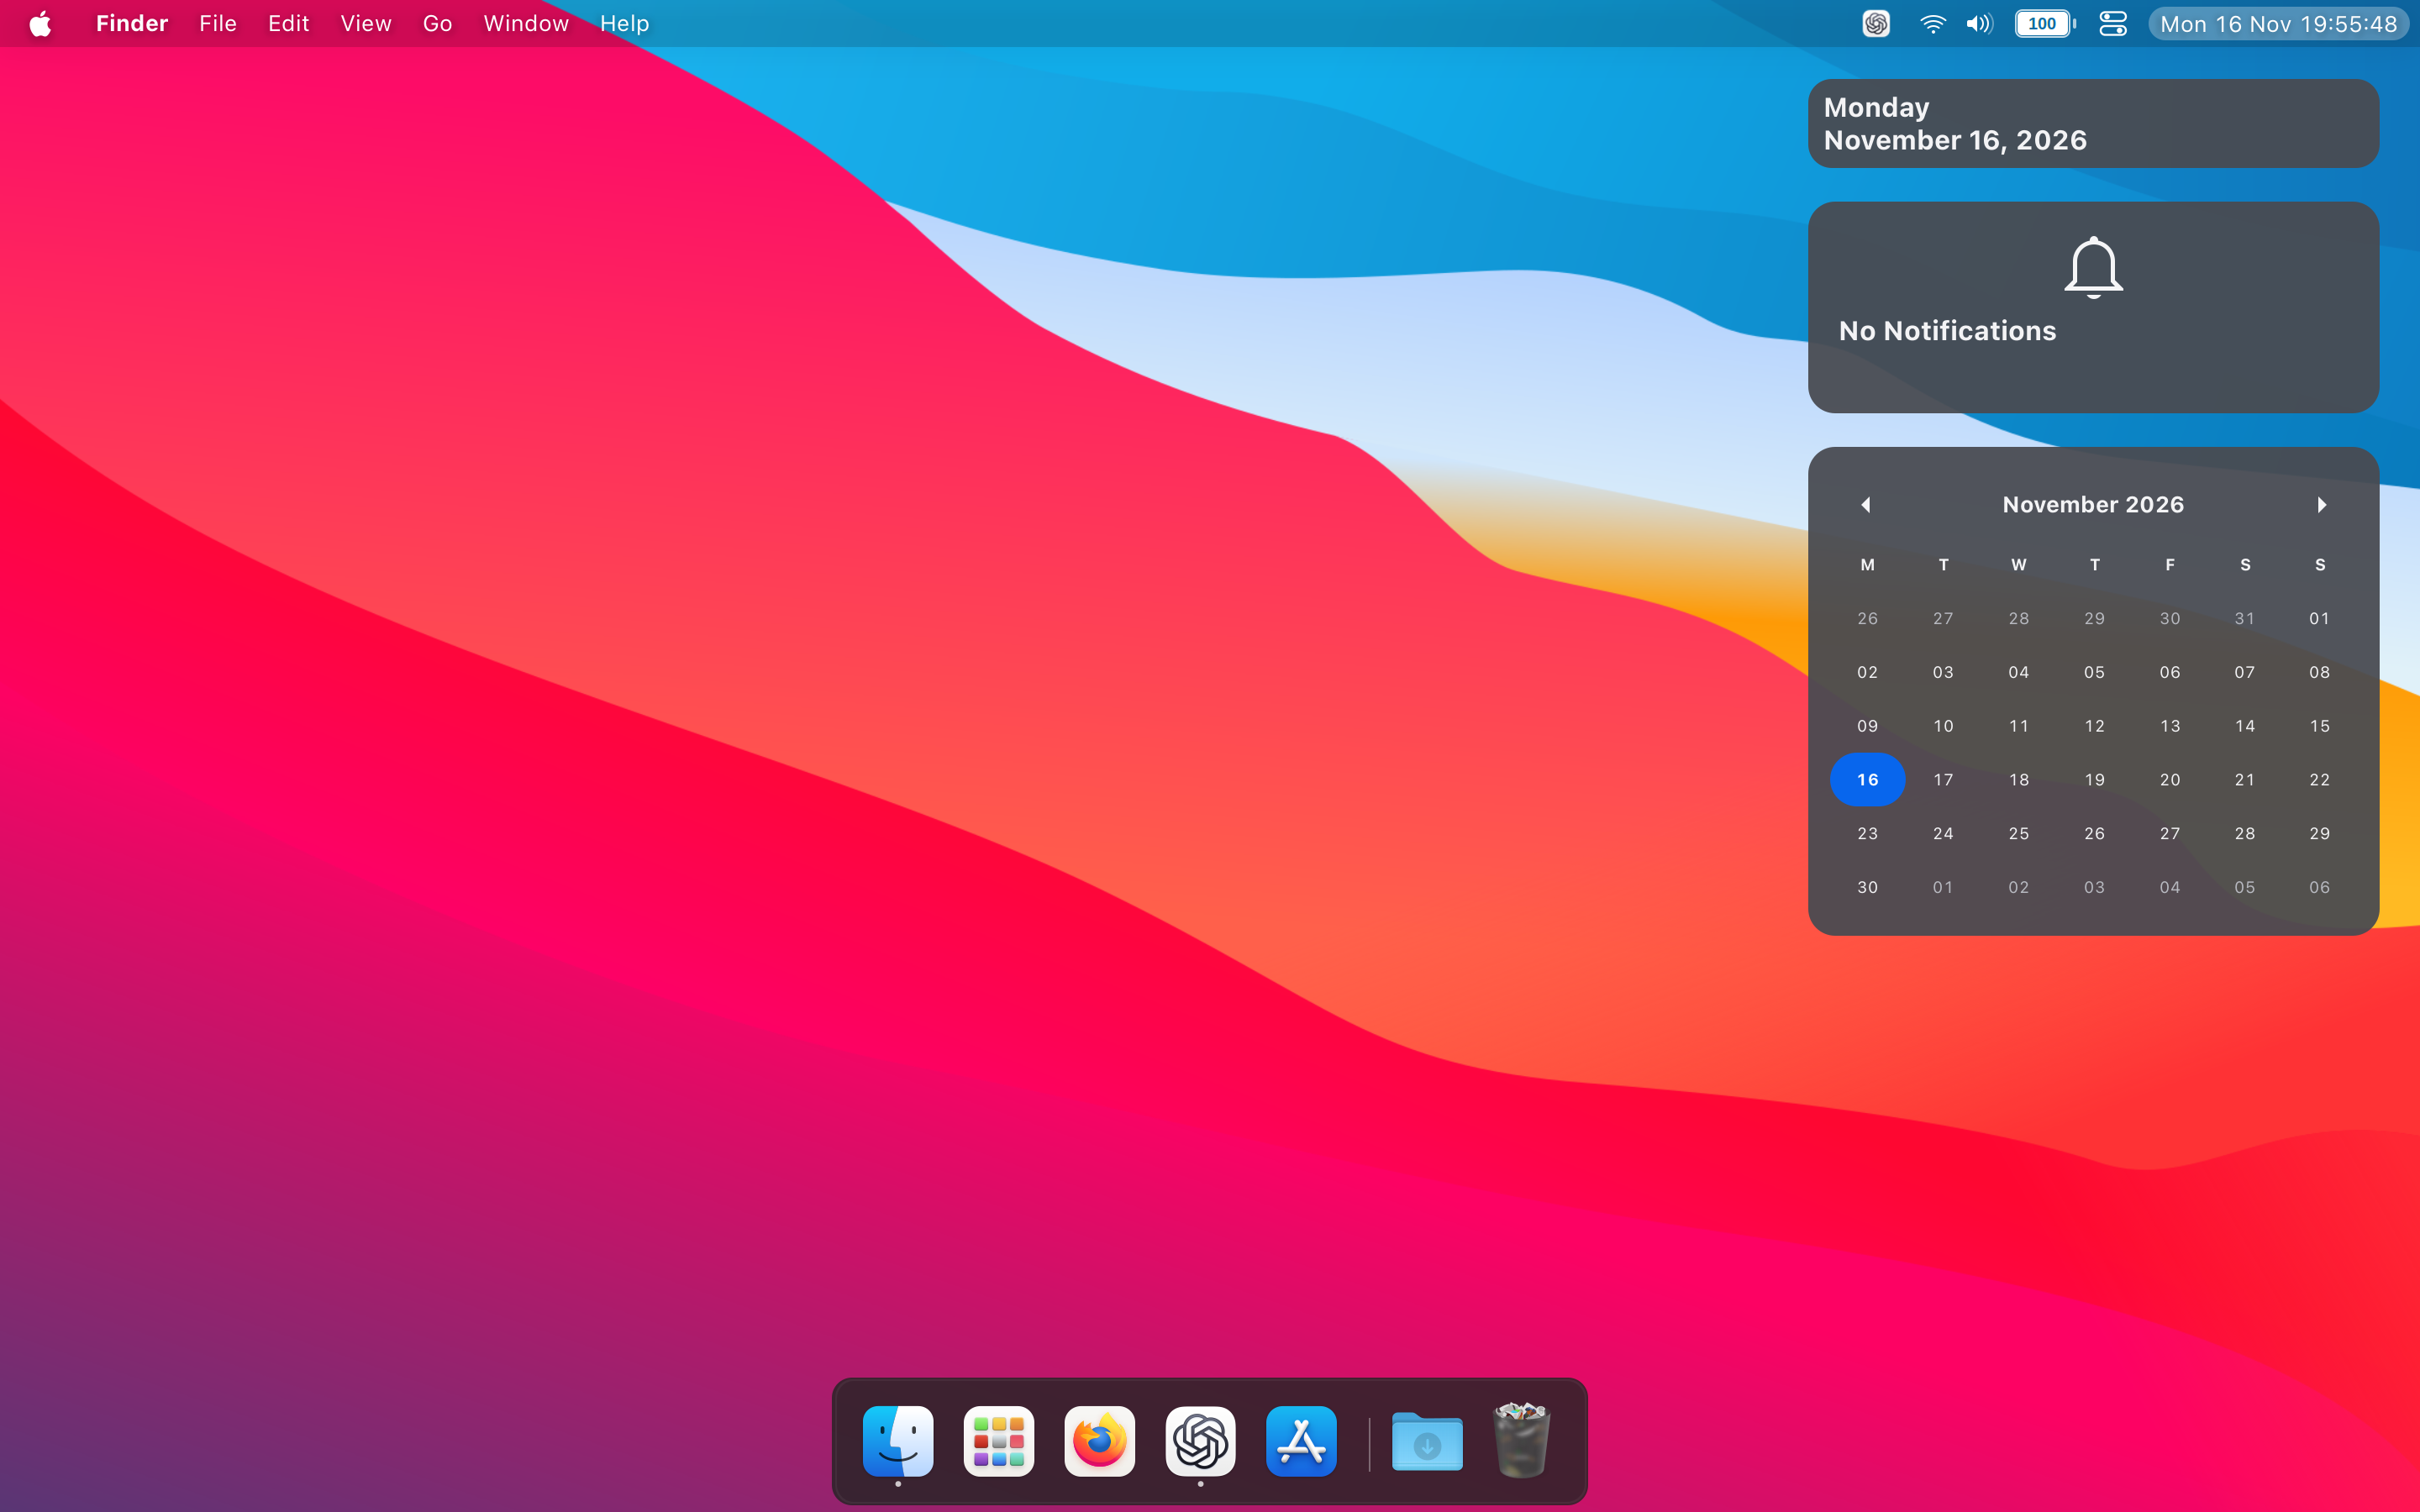 Finder File Edit View Go Window Help 100 Mon 16 Nov 19:55:48
Monday
November 16, 2026
No Notifications
November 2026
M T W T F S S
26 27 28 29 30 31 01
02 03 04 05 06 07 08
09 10 11 12 13 14 15
16 17 18 19 20 21 22
23 24 25 26 27 28 29
30 01 02 03 04 05 06